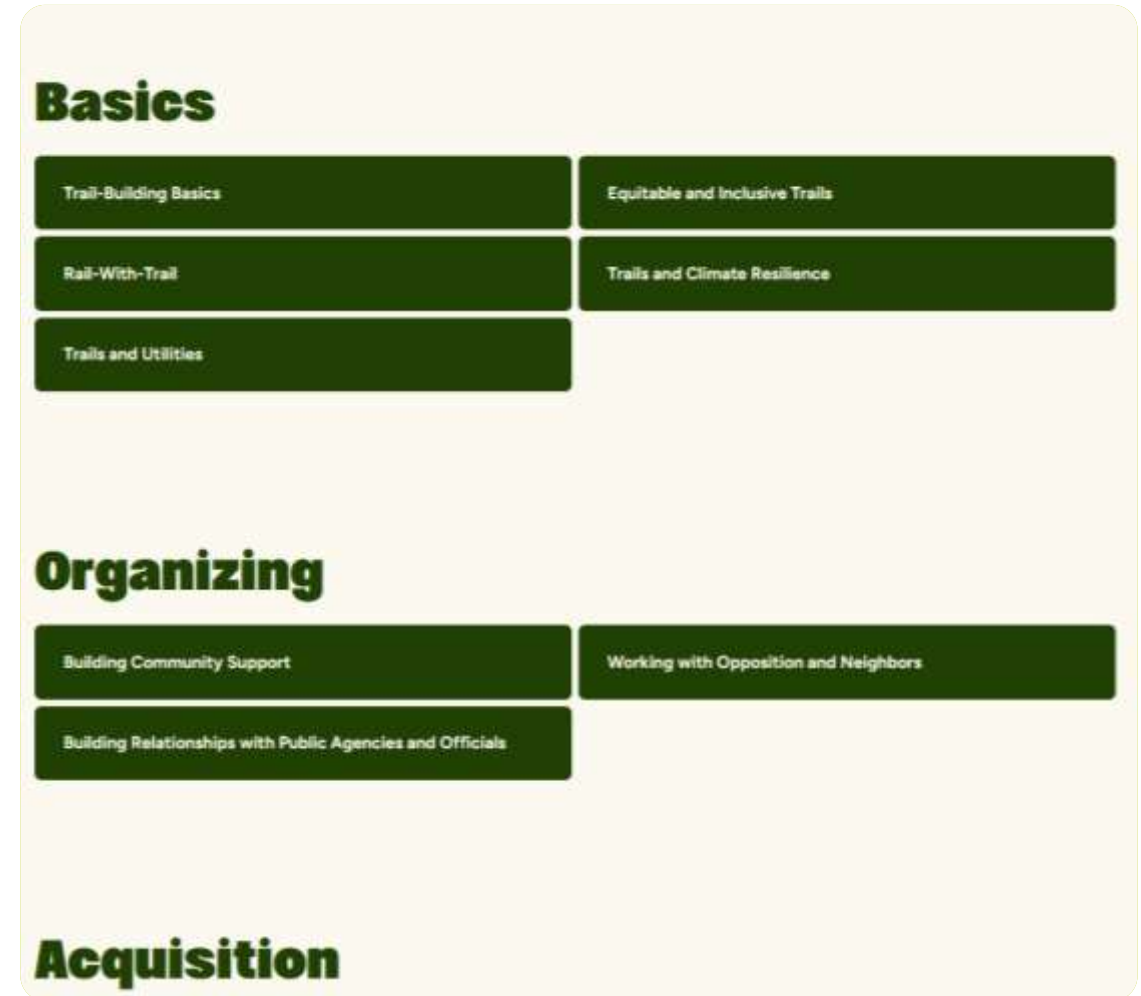 Basics
Trail-Building Basics
Equitable and Inclusive Trails
Rail-With-Trail
Trails and Climate Resilience
Trails and Utilities
Organizing
Building Community Support
Working with Opposition and Neighbors
Building Relationships with Public Agencies and Officials
Acquisition